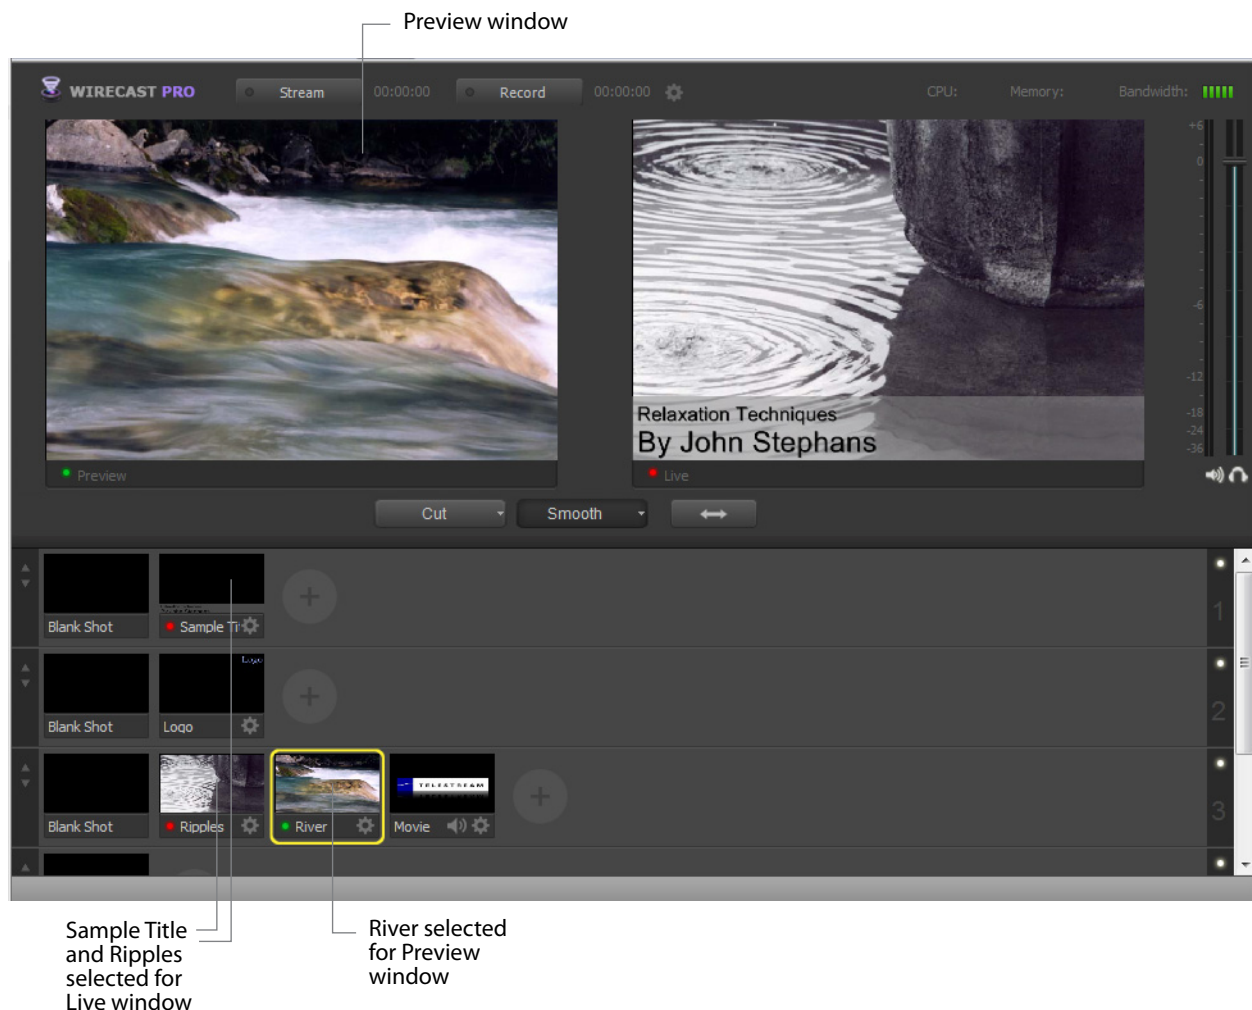 Preview window
WIRECAST PRO
Stream
00:00:00
Record
00:00:00
CPU:
Memory:
Bandwidth:
+6
0
-6
-12
-18
-24
-36
Relaxation Techniques
By John Stephans
Preview
Live
Cut
Smooth
Blank Shot
Sample Ti
1
Logo
Blank Shot
Logo
2
TELESTREAM
Blank Shot
Ripples
River
Movie
3
Sample Title
and Ripples
selected for
Live window
River selected
for Preview
window